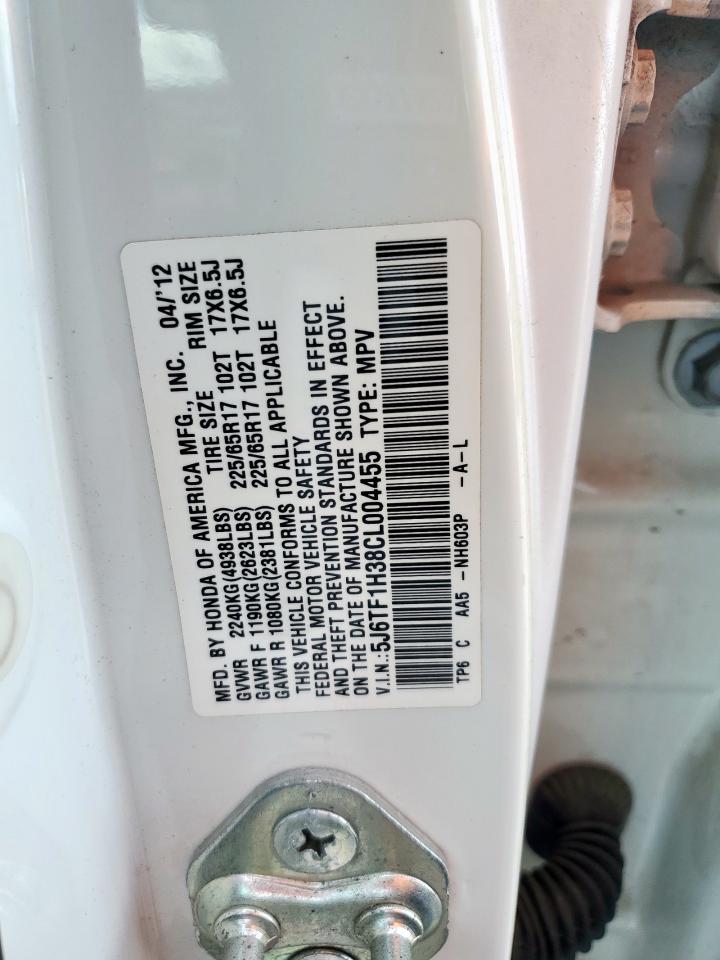 MFD. BY HONDA OF AMERICA MFG., INC. 04/'12
GVWR 2240KG(4938LBS) TIRE SIZE RIM SIZE
GAWR F 1190KG(2623LBS) 225/65R17 102T 17X6.5J
GAWR R 1080KG(2381LBS) 225/65R17 102T 17X6.5J
THIS VEHICLE CONFORMS TO ALL APPLICABLE
FEDERAL MOTOR VEHICLE SAFETY
AND THEFT PREVENTION STANDARDS IN EFFECT
ON THE DATE OF MANUFACTURE SHOWN ABOVE.
V.I.N.:5J6TF1H38CL004455 TYPE: MPV
TP6 C AA5 -NH603P -A-L